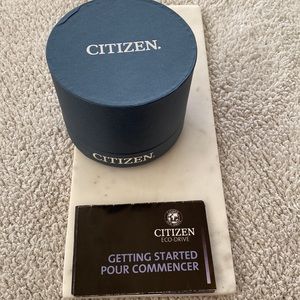 CITIZEN.
CITIZEN.
CITIZEN
ECO-DRIVE
GETTING STARTED
POUR COMMENCER